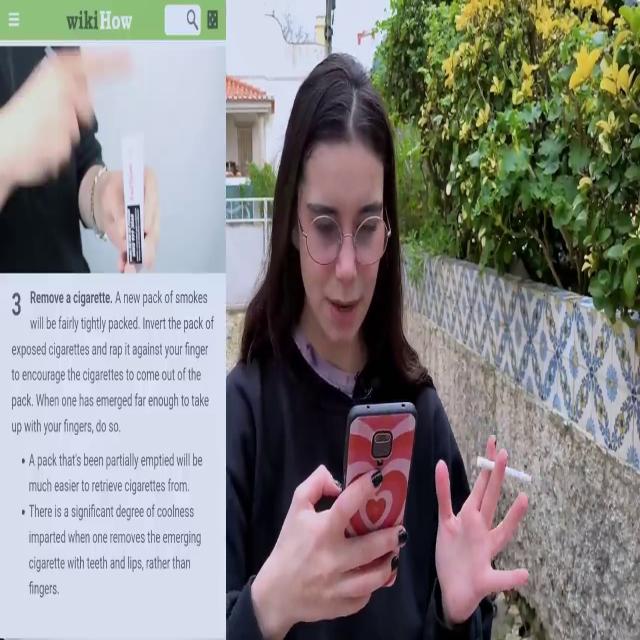 wikiHow
3 Remove a cigarette. A new pack of smokes
will be fairly tightly packed. Invert the pack of
exposed cigarettes and rap it against your finger
to encourage the cigarettes to come out of the
pack. When one has emerged far enough to take
up with your fingers, do so.
• A pack that's been partially emptied will be
much easier to retrieve cigarettes from.
• There is a significant degree of coolness
imparted when one removes the emerging
cigarette with teeth and lips, rather than
fingers.